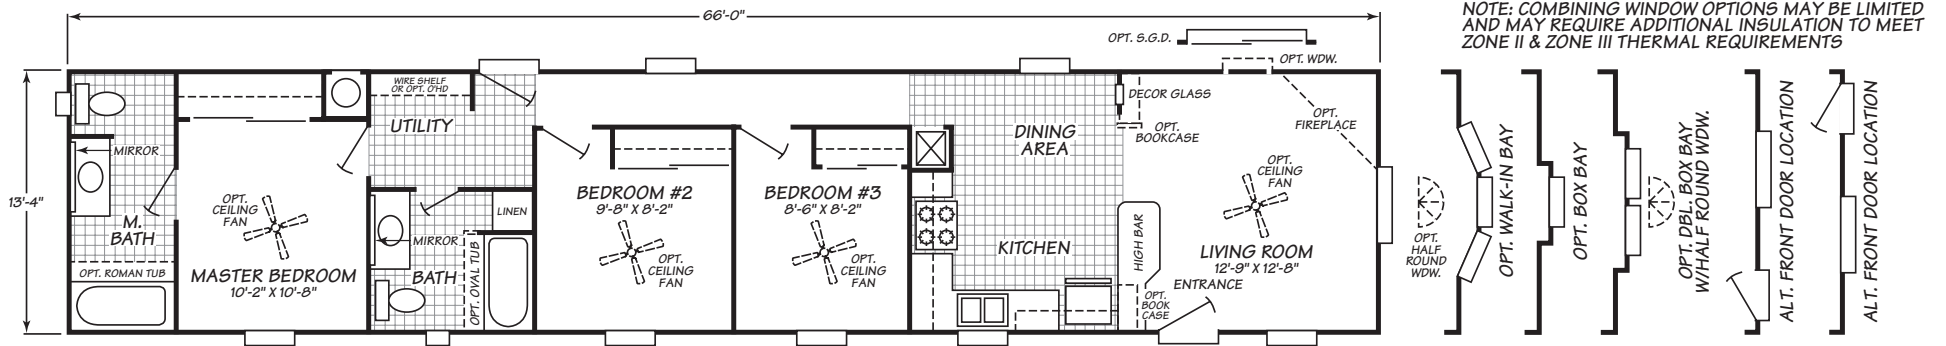 66'-0"
NOTE: COMBINING WINDOW OPTIONS MAY BE LIMITED
AND MAY REQUIRE ADDITIONAL INSULATION TO MEET
ZONE II & ZONE III THERMAL REQUIREMENTS
OPT. S.G.D.
OPT. WDW.
13'-4"
MIRROR
M.
BATH
OPT. ROMAN TUB
OPT.
CEILING
FAN
MASTER BEDROOM
10'-2" X 10'-8"
WIRE SHELF
OR OPT. O'HD
UTILITY
LINEN
MIRROR
BATH
OPT. OVAL TUB
BEDROOM #2
9'-8" X 8'-2"
OPT.
CEILING
FAN
BEDROOM #3
8'-6" X 8'-2"
OPT.
CEILING
FAN
DINING
AREA
KITCHEN
DECOR GLASS
OPT.
BOOKCASE
OPT.
FIREPLACE
OPT.
CEILING
FAN
HIGH BAR
LIVING ROOM
12'-9" X 12'-8"
ENTRANCE
OPT.
BOOK
CASE
OPT.
HALF
ROUND
WDW.
OPT. WALK-IN BAY
OPT. BOX BAY
OPT. DBL. BOX BAY
W/HALF ROUND WDW.
ALT. FRONT DOOR LOCATION
ALT. FRONT DOOR LOCATION